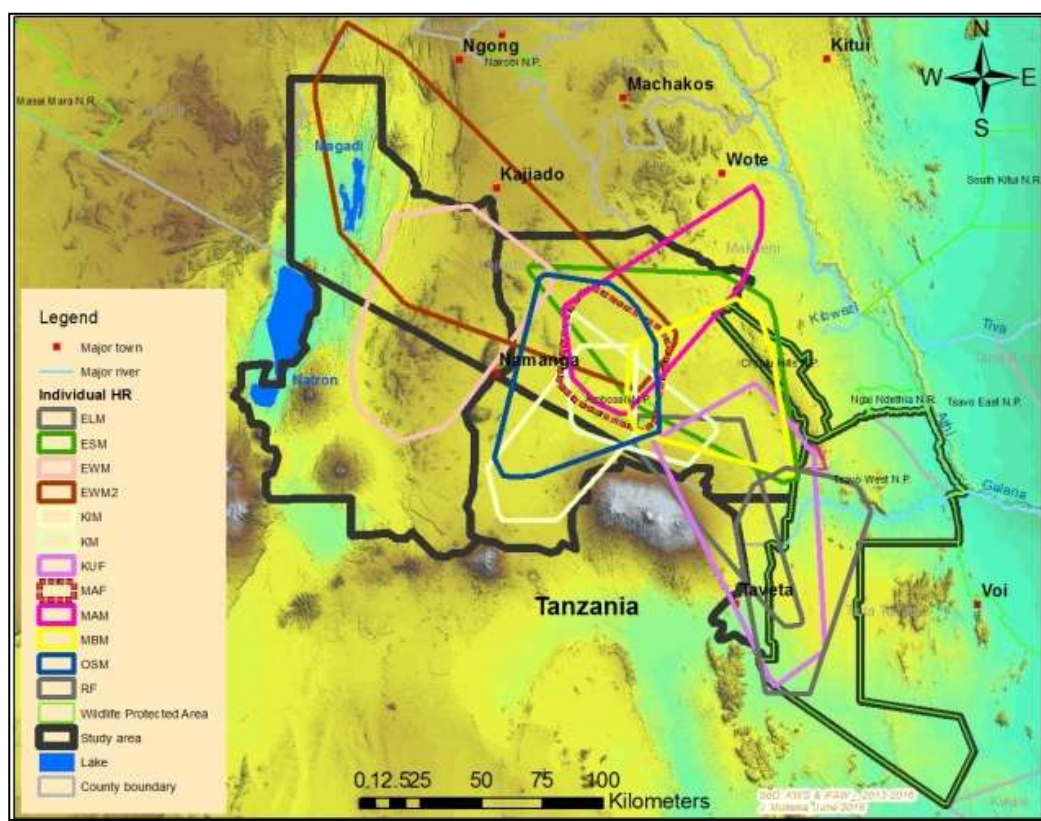 Ngong
Nairobi N.P.
Kitui
N
W E
S
Machakos
Masai Mara N.R.
Magadi
Wote
Kajiado
South Kitui N.R.
Kibwezi
Tiva
Namanga
Chyulu Hills N.P.
Natron
Amboseli N.P.
Ngai Ndethia N.R.
Tsavo East N.P.
Athi
Tsavo West N.P.
Galana
Tanzania
Taveta
Voi
Legend
Major town
Major river
Individual HR
ELM
ESM
EWM
EWM2
KIM
KM
KUF
MAF
MAM
MBM
OSM
RF
Wildlife Protected Area
Study area
Lake
County boundary
0 12.5 25 50 75 100
Kilometers